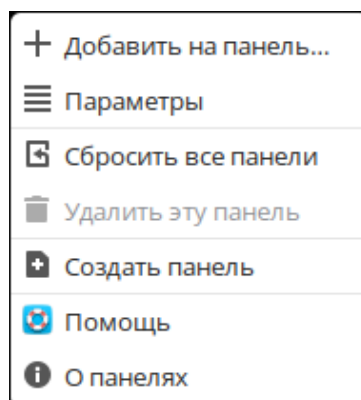 Добавить на панель...
Параметры
Сбросить все панели
Удалить эту панель
Создать панель
Помощь
О панелях